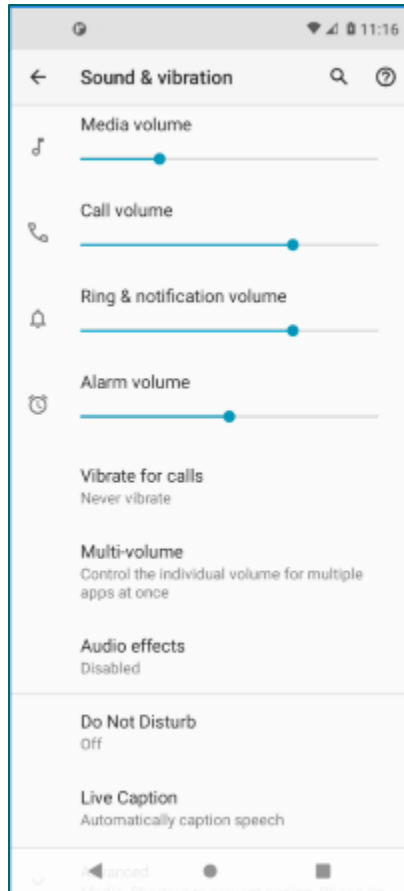 11:16
Sound & vibration
Media volume
Call volume
Ring & notification volume
Alarm volume
Vibrate for calls
Never vibrate
Multi-volume
Control the individual volume for multiple
apps at once
Audio effects
Disabled
Do Not Disturb
Off
Live Caption
Automatically caption speech
Advanced